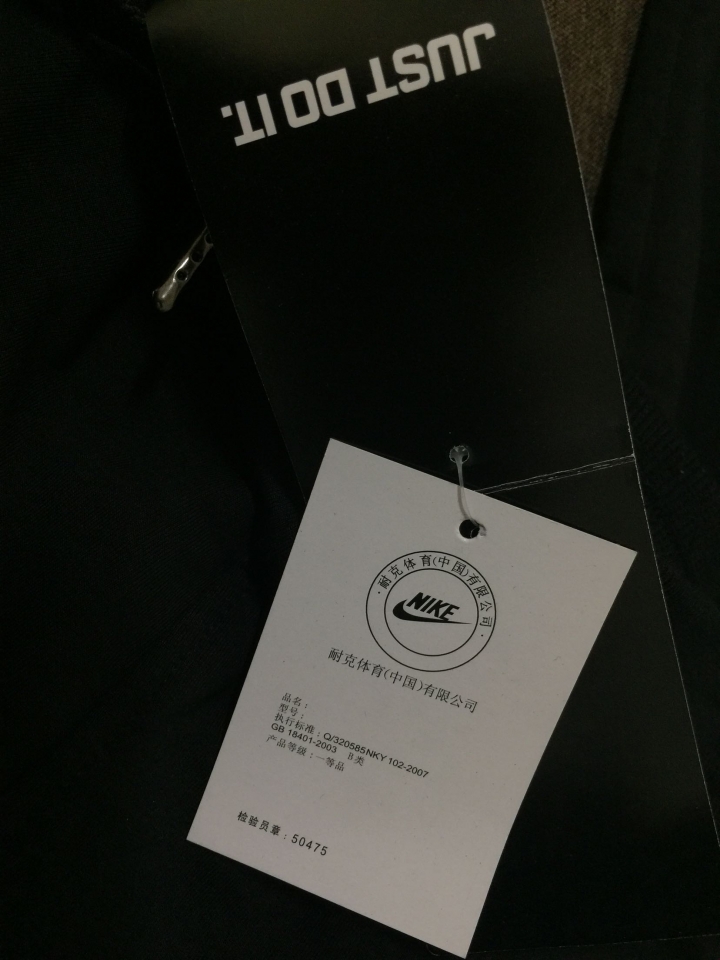 JUST DO IT.
·耐克体育(中国)有限公司·
NIKE
耐克体育(中国)有限公司
品名：
型号：
执行标准：Q/320585NKY 102-2007
GB 18401-2003 B类
产品等级：一等品
检验员章：50475